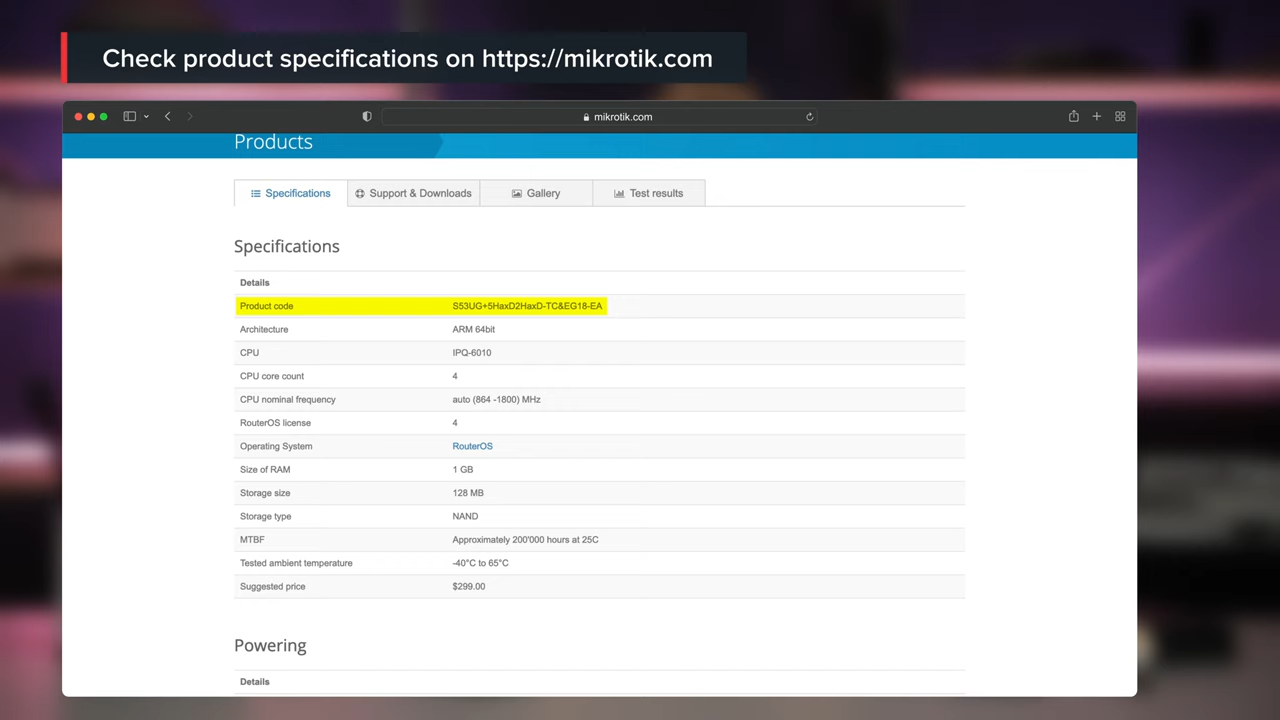 Check product specifications on https://mikrotik.com
mikrotik.com
Products
Specifications Support & Downloads Gallery Test results
Specifications
Details
Product code S53UG+5HaxD2HaxD-TC&EG18-EA
Architecture ARM 64bit
CPU IPQ-6010
CPU core count 4
CPU nominal frequency auto (864 -1800) MHz
RouterOS license 4
Operating System RouterOS
Size of RAM 1 GB
Storage size 128 MB
Storage type NAND
MTBF Approximately 200'000 hours at 25C
Tested ambient temperature -40°C to 65°C
Suggested price $299.00
Powering
Details